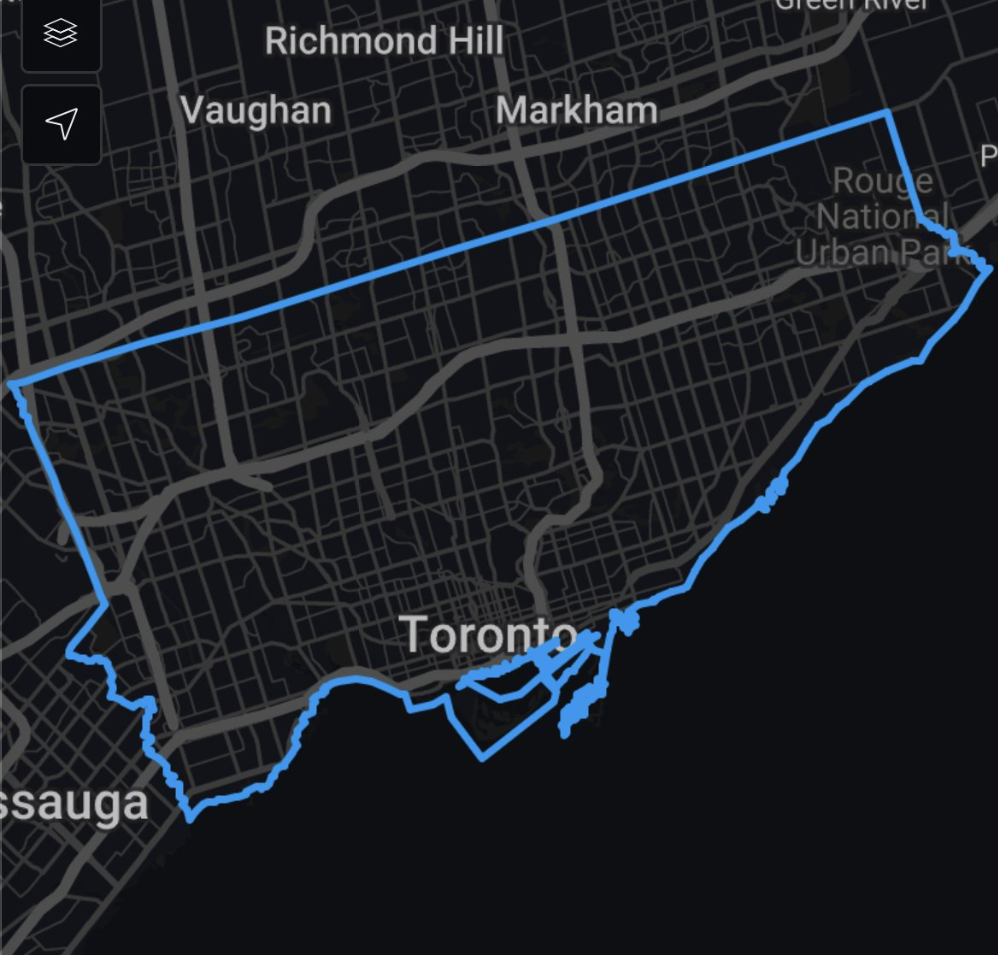 Green River
Richmond Hill
Vaughan
Markham
P
Rouge
National
Urban Park
Toronto
ssauga